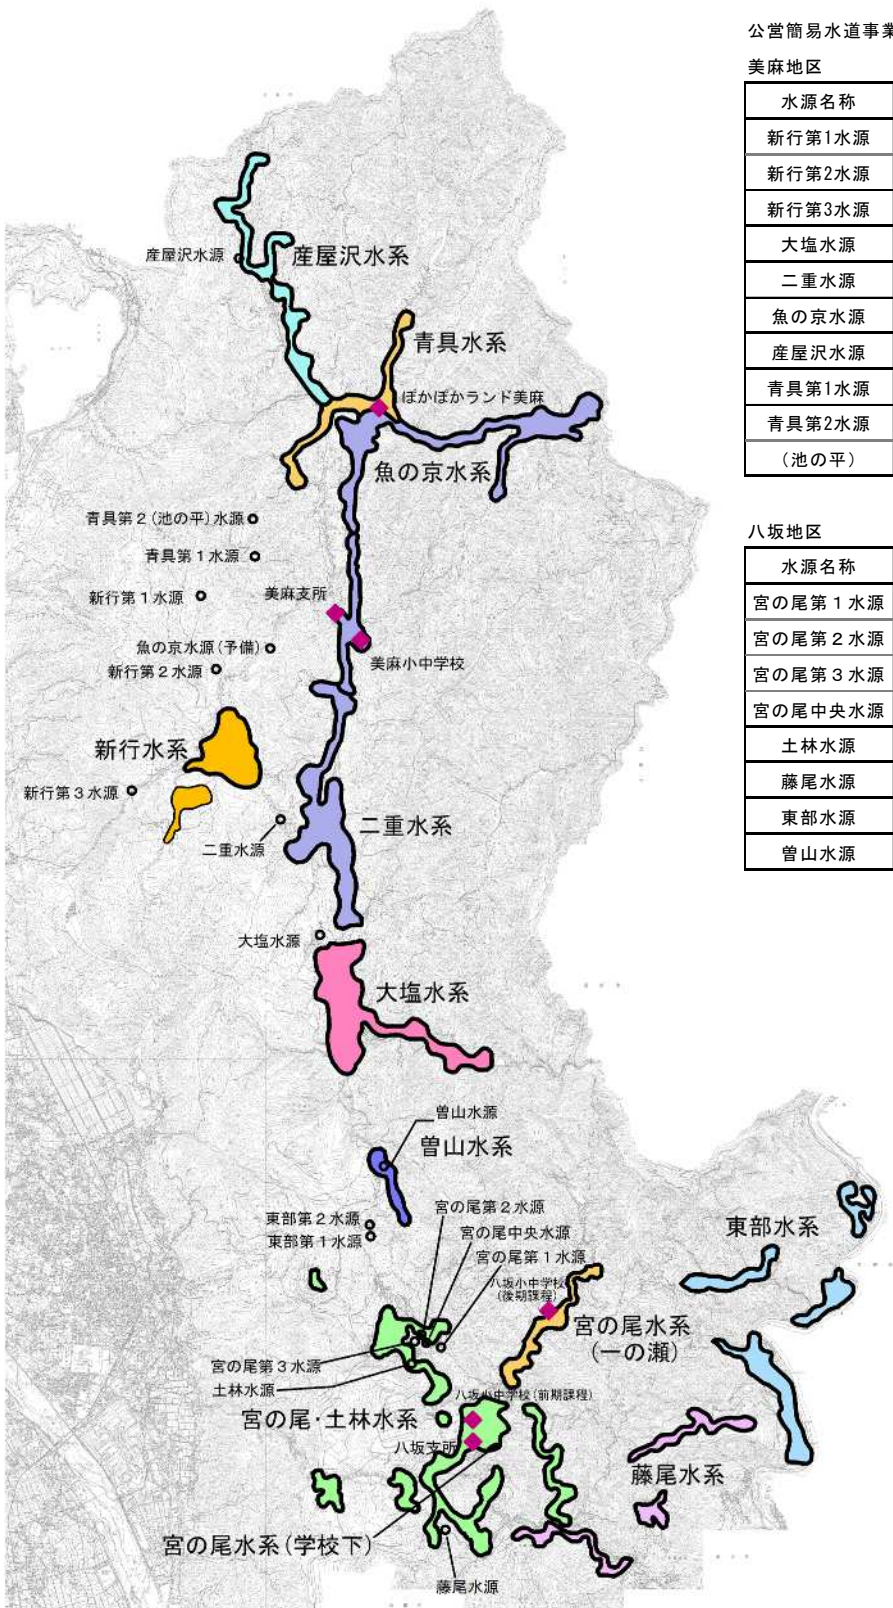 公営簡易水道事業
美麻地区
水源名称
新行第1水源
新行第2水源
新行第3水源
大塩水源
二重水源
魚の京水源
産屋沢水源
青具第1水源
青具第2水源
(池の平)
八坂地区
水源名称
宮の尾第１水源
宮の尾第２水源
宮の尾第３水源
宮の尾中央水源
土林水源
藤尾水源
東部水源
曽山水源
産屋沢水源
産屋沢水系
青具水系
ぽかぽかランド美麻
魚の京水系
青具第２(池の平)水源
青具第１水源
新行第１水源
美麻支所
魚の京水源(予備)
美麻小中学校
新行第２水源
新行水系
新行第３水源
二重水系
二重水源
大塩水源
大塩水系
曽山水源
曽山水系
東部第２水源
東部第１水源
宮の尾第２水源
宮の尾中央水源
宮の尾第１水源
東部水系
八坂小中学校
(後期課程)
宮の尾水系
(一の瀬)
宮の尾第３水源
土林水源
八坂小中学校(前期課程)
宮の尾･土林水系
八坂支所
藤尾水系
宮の尾水系(学校下)
藤尾水源